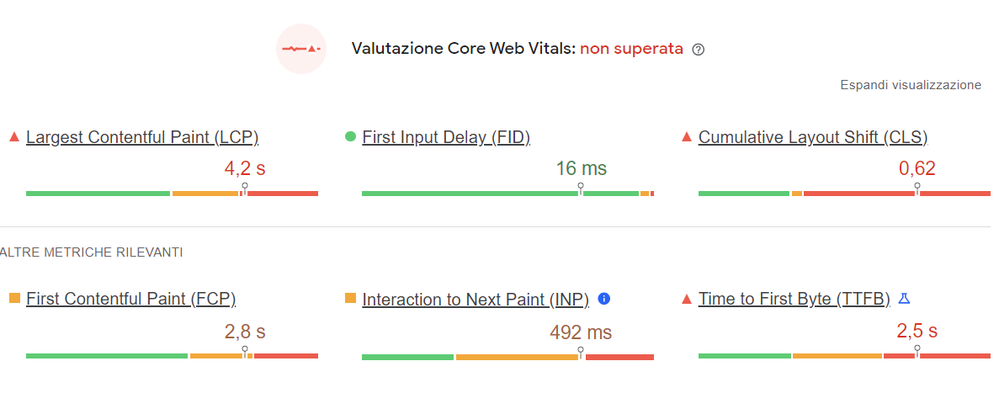 Valutazione Core Web Vitals: non superata
Espandi visualizzazione
Largest Contentful Paint (LCP)
4,2 s
First Input Delay (FID)
16 ms
Cumulative Layout Shift (CLS)
0,62
ALTRE METRICHE RILEVANTI
First Contentful Paint (FCP)
2,8 s
Interaction to Next Paint (INP)
492 ms
Time to First Byte (TTFB)
2,5 s